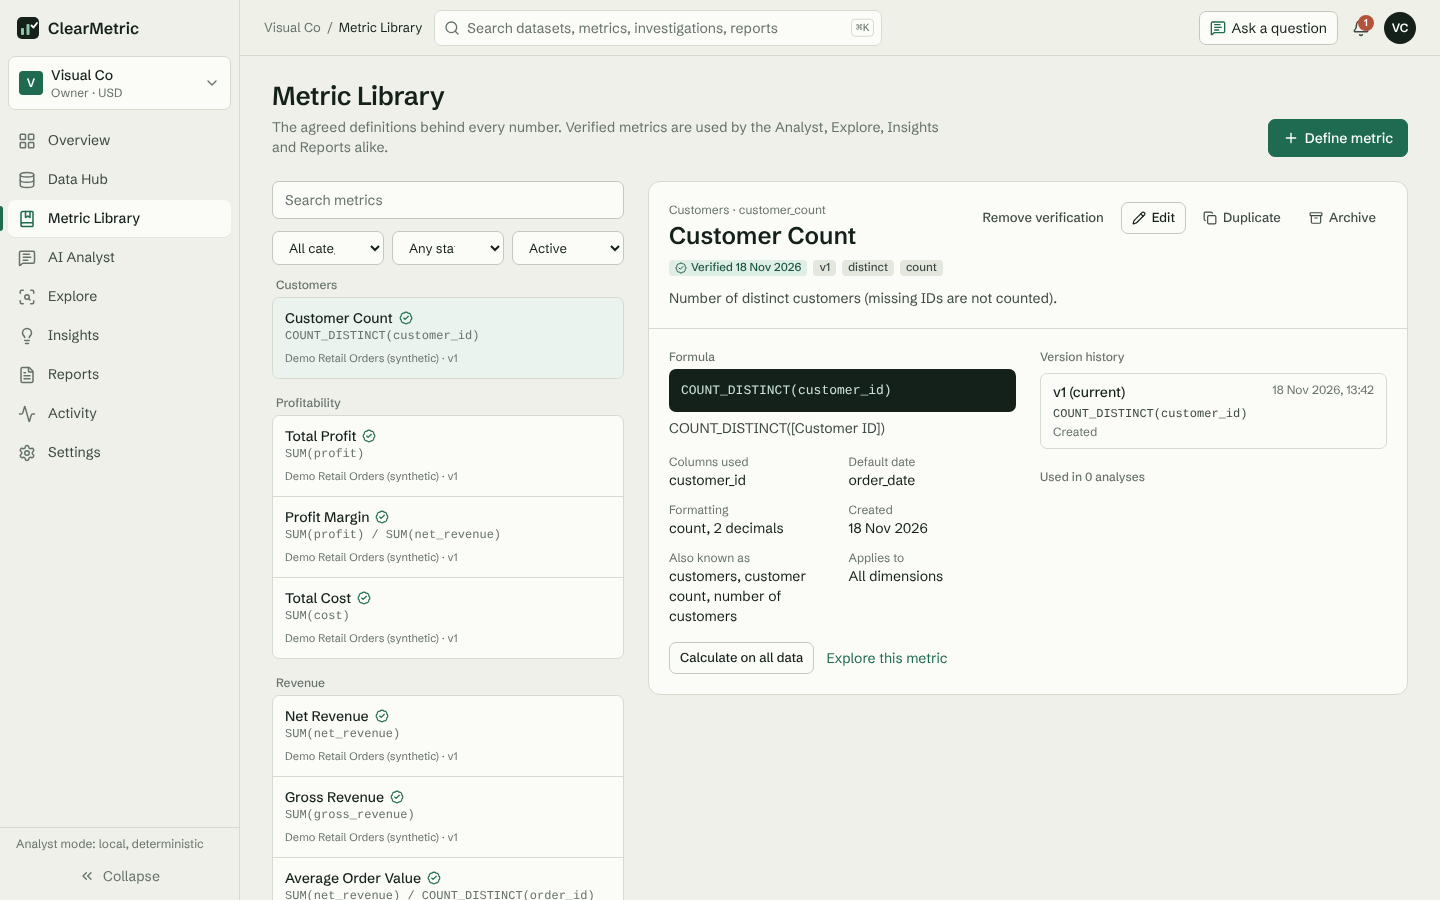 ClearMetric
Visual Co / Metric Library
Search datasets, metrics, investigations, reports
⌘K
Ask a question
1
VC
V
Visual Co
Owner · USD
Overview
Data Hub
Metric Library
AI Analyst
Explore
Insights
Reports
Activity
Settings
Analyst mode: local, deterministic
Collapse
Metric Library
The agreed definitions behind every number. Verified metrics are used by the Analyst, Explore, Insights
and Reports alike.
Define metric
Search metrics
All cate
Any sta
Active
Customers
Customer Count
COUNT_DISTINCT(customer_id)
Demo Retail Orders (synthetic) · v1
Profitability
Total Profit
SUM(profit)
Demo Retail Orders (synthetic) · v1
Profit Margin
SUM(profit) / SUM(net_revenue)
Demo Retail Orders (synthetic) · v1
Total Cost
SUM(cost)
Demo Retail Orders (synthetic) · v1
Revenue
Net Revenue
SUM(net_revenue)
Demo Retail Orders (synthetic) · v1
Gross Revenue
SUM(gross_revenue)
Demo Retail Orders (synthetic) · v1
Average Order Value
SUM(net_revenue) / COUNT_DISTINCT(order_id)
Customers · customer_count
Customer Count
Remove verification
Edit
Duplicate
Archive
Verified 18 Nov 2026
v1
distinct
count
Number of distinct customers (missing IDs are not counted).
Formula
COUNT_DISTINCT(customer_id)
COUNT_DISTINCT([Customer ID])
Columns used
customer_id
Default date
order_date
Formatting
count, 2 decimals
Created
18 Nov 2026
Also known as
customers, customer
count, number of
customers
Applies to
All dimensions
Calculate on all data
Explore this metric
Version history
v1 (current)
18 Nov 2026, 13:42
COUNT_DISTINCT(customer_id)
Created
Used in 0 analyses